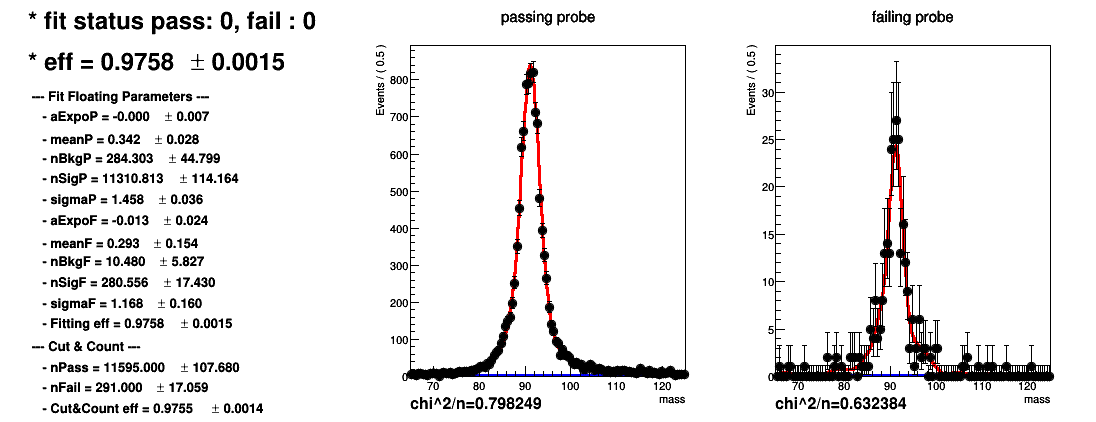 * fit status pass: 0, fail : 0
* eff = 0.9758 ± 0.0015
--- Fit Floating Parameters ---
- aExpoP = -0.000 ± 0.007
- meanP = 0.342 ± 0.028
- nBkgP = 284.303 ± 44.799
- nSigP = 11310.813 ± 114.164
- sigmaP = 1.458 ± 0.036
- aExpoF = -0.013 ± 0.024
- meanF = 0.293 ± 0.154
- nBkgF = 10.480 ± 5.827
- nSigF = 280.556 ± 17.430
- sigmaF = 1.168 ± 0.160
- Fitting eff = 0.9758 ± 0.0015
--- Cut & Count ---
- nPass = 11595.000 ± 107.680
- nFail = 291.000 ± 17.059
- Cut&Count eff = 0.9755 ± 0.0014
passing probe
Events / ( 0.5 )
800
700
600
500
400
300
200
100
0
70 80 90 100 110 120
mass
chi^2/n=0.798249
failing probe
Events / ( 0.5 )
30
25
20
15
10
5
0
70 80 90 100 110 120
mass
chi^2/n=0.632384